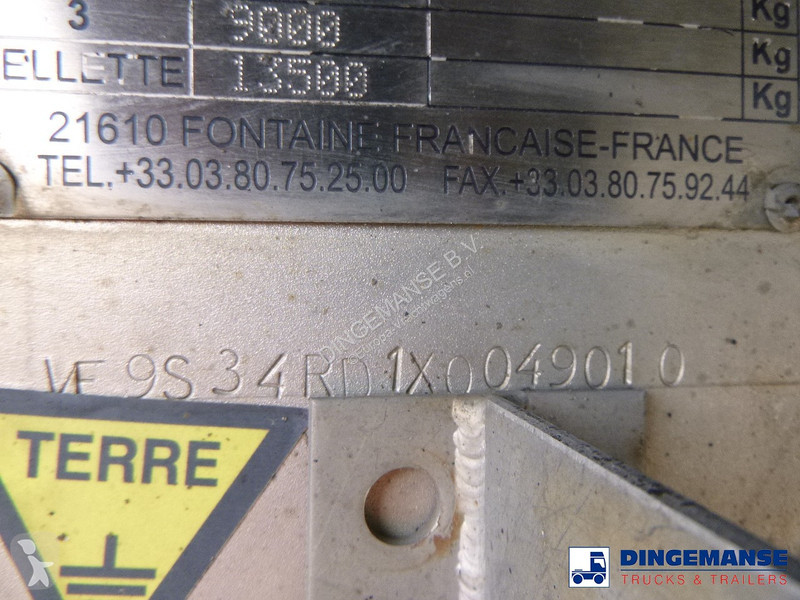 3 9000 Kg
ELLETTE 13500 Kg
Kg
21610 FONTAINE FRANCAISE-FRANCE
TEL.+33.03.80.75.25.00 FAX.+33.03.80.75.92.44
DINGEMANSE B.V.
VF9S34RD1X0049010
TERRE
DINGEMANSE
TRUCKS & TRAILERS